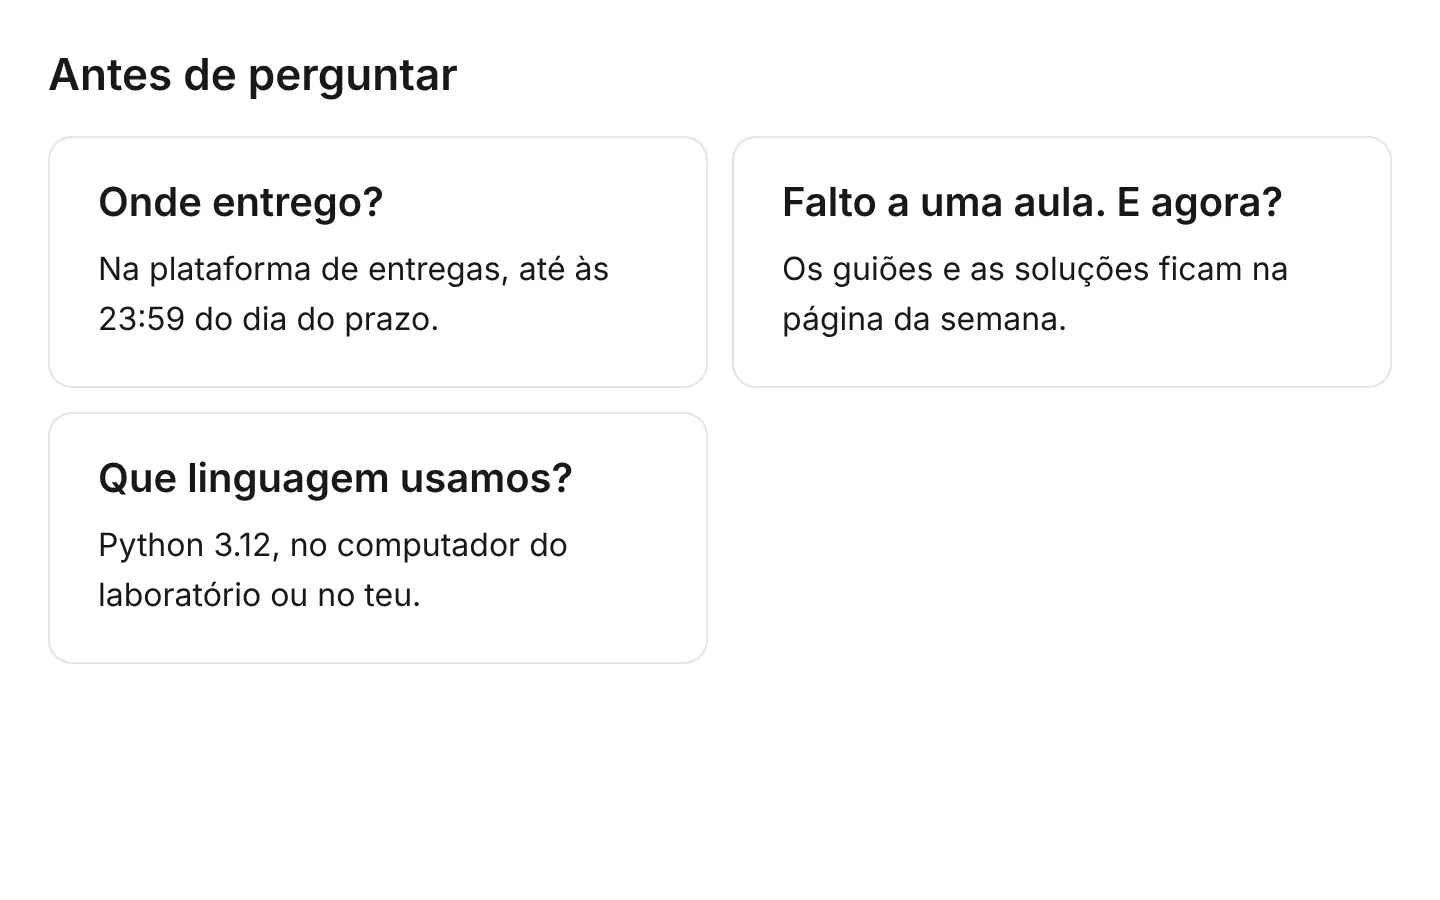 Antes de perguntar
Onde entrego?
Na plataforma de entregas, até às
23:59 do dia do prazo.
Falto a uma aula. E agora?
Os guiões e as soluções ficam na
página da semana.
Que linguagem usamos?
Python 3.12, no computador do
laboratório ou no teu.